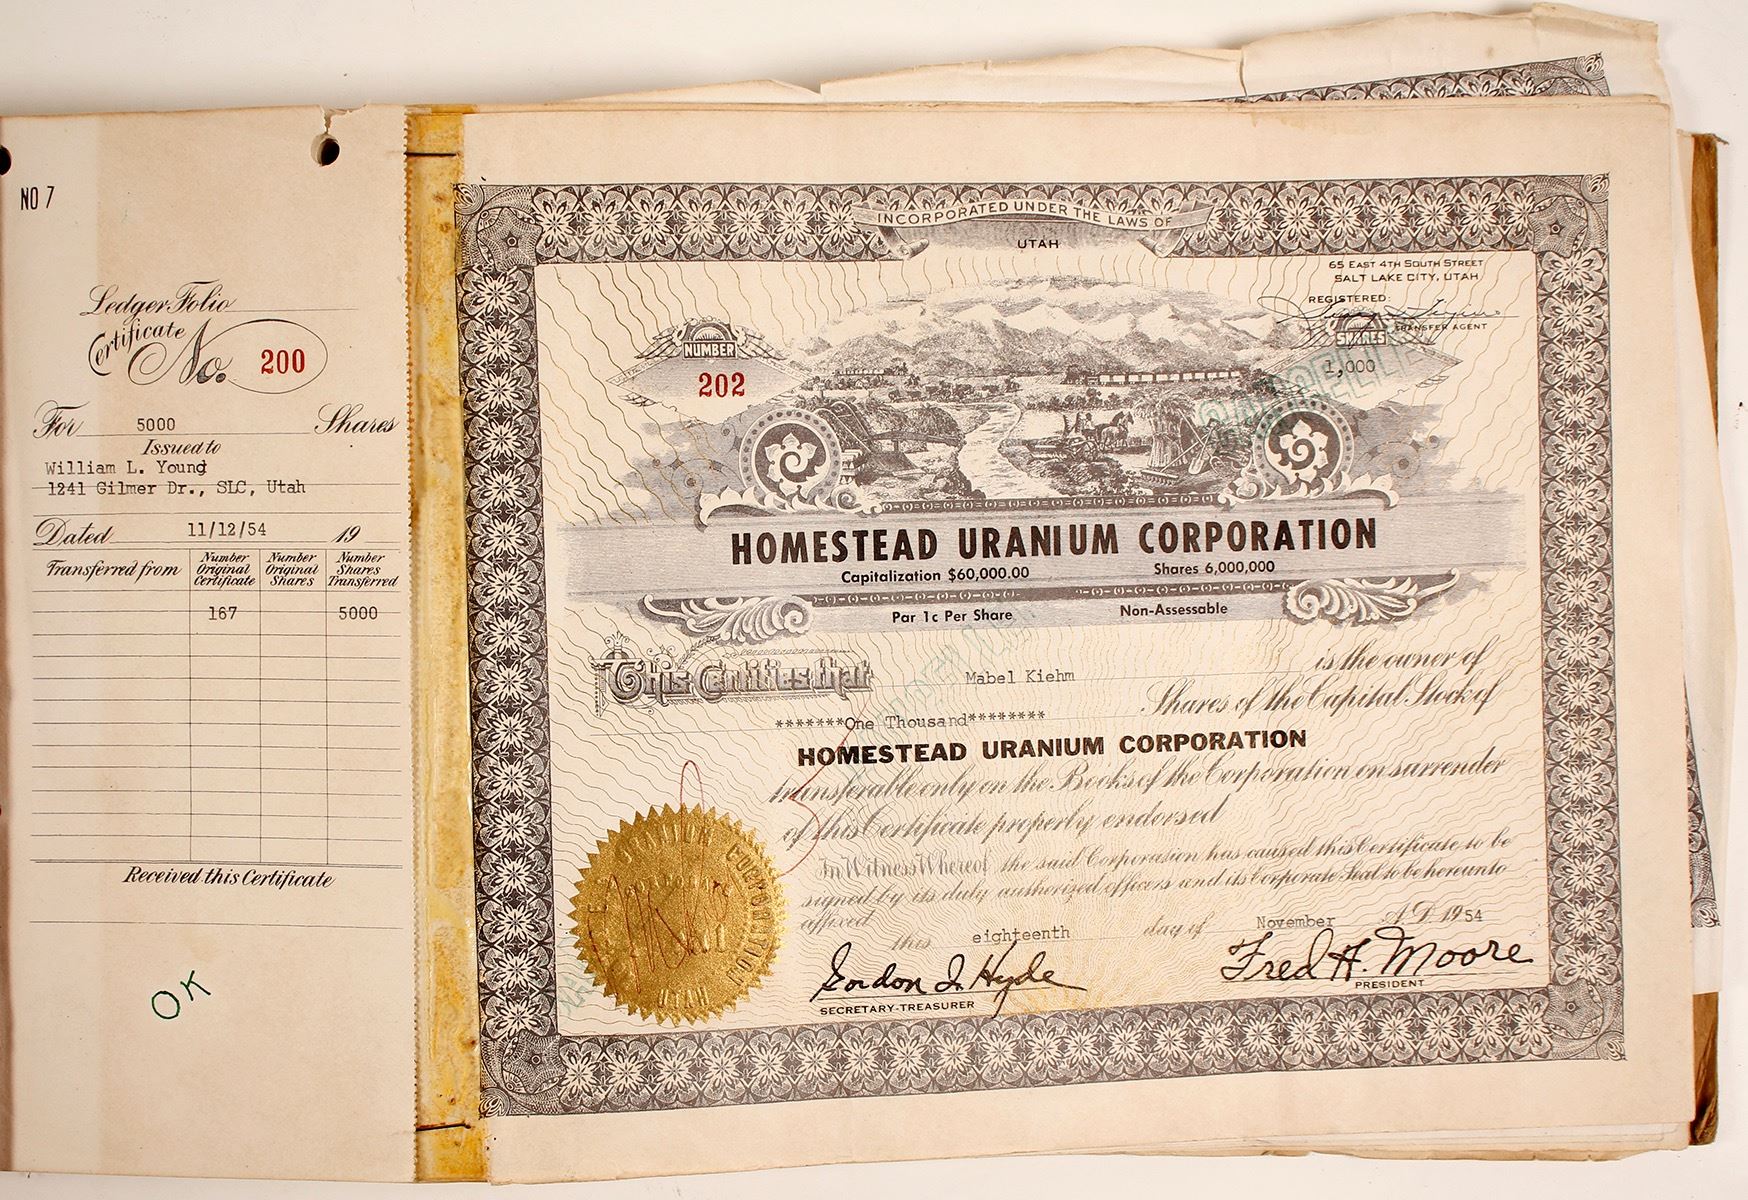 NO 7
Ledger Folio
Certificate
No. 200
For 5000 Shares
Issued to
William L. Young
1241 Gilmer Dr., SLC, Utah
Dated 11/12/54 19
Transferred from
Number Original Certificate
Number Original Shares
Number Shares Transferred
167 5000
Received this Certificate
OK
INCORPORATED UNDER THE LAWS OF
UTAH
65 EAST 4TH SOUTH STREET
SALT LAKE CITY, UTAH
REGISTERED:
TRANSFER AGENT
NUMBER
202
SHARES
1,000
CANCELLED
HOMESTEAD URANIUM CORPORATION
Capitalization $60,000.00 Shares 6,000,000
Par 1c Per Share Non-Assessable
This Certifies that Mabel Kiehm is the owner of
*******One Thousand******** Shares of the Capital Stock of
HOMESTEAD URANIUM CORPORATION
transferable only on the Books of the Corporation on surrender
of this Certificate properly endorsed
In Witness Whereof the said Corporation has caused this Certificate to be
signed by its duly authorized officers and its Corporate Seal to be hereunto
affixed
this eighteenth day of November A.D. 1954
Gordon I. Hyde
SECRETARY-TREASURER
Fred H. Moore
PRESIDENT
CORPORATION
UTAH